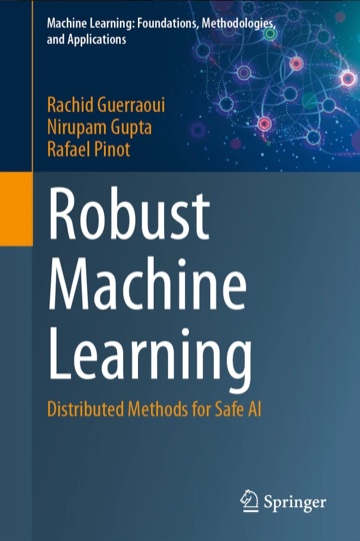 Machine Learning: Foundations, Methodologies,
and Applications
Rachid Guerraoui
Nirupam Gupta
Rafael Pinot
Robust
Machine
Learning
Distributed Methods for Safe AI
Springer